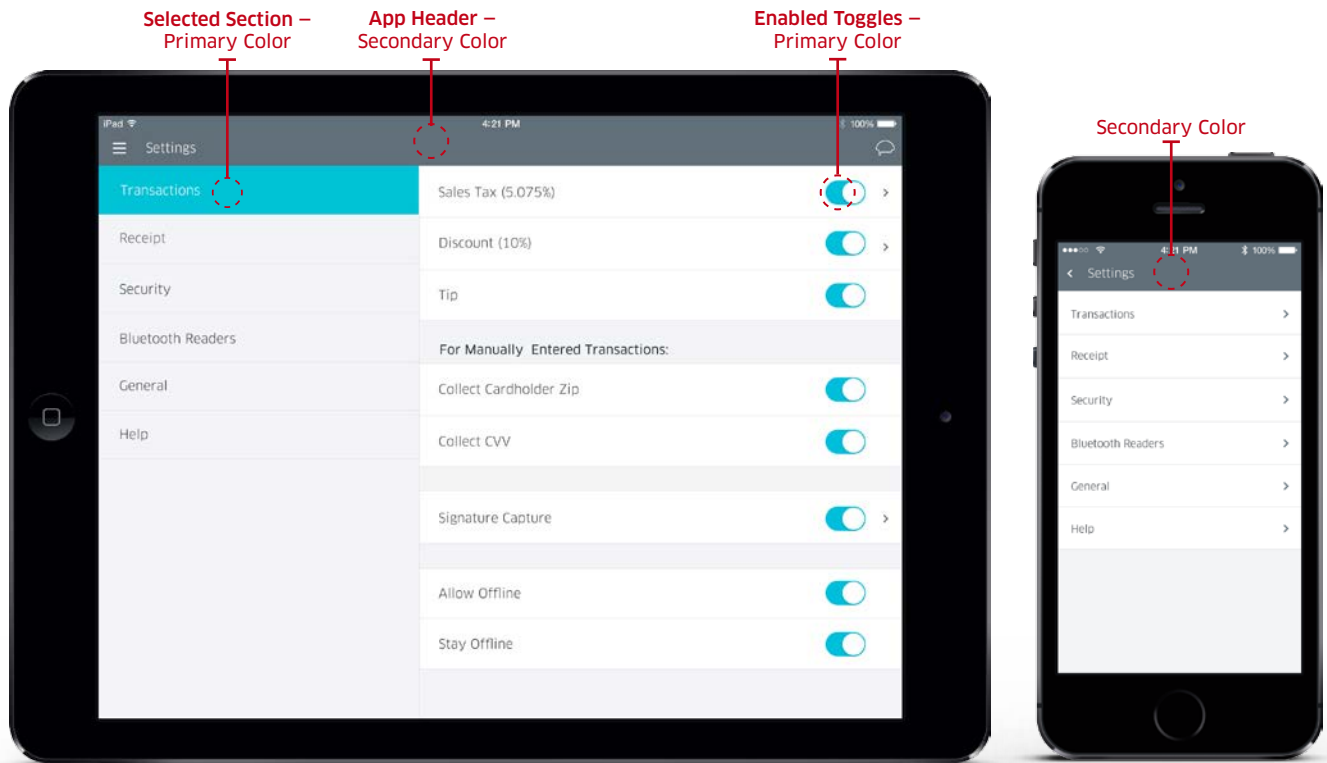 Selected Section –
Primary Color
App Header –
Secondary Color
Enabled Toggles –
Primary Color
iPad
4:21 PM
100%
Settings
Transactions
Receipt
Security
Bluetooth Readers
General
Help
Sales Tax (5.075%)
Discount (10%)
Tip
For Manually Entered Transactions:
Collect Cardholder Zip
Collect CVV
Signature Capture
Allow Offline
Stay Offline
Secondary Color
4:21 PM
100%
Settings
Transactions
Receipt
Security
Bluetooth Readers
General
Help